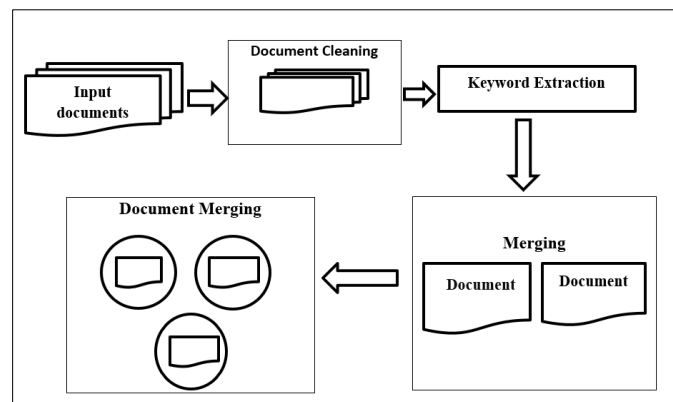 Input
documents
Document Cleaning
Keyword Extraction
Merging
Document
Document
Document Merging